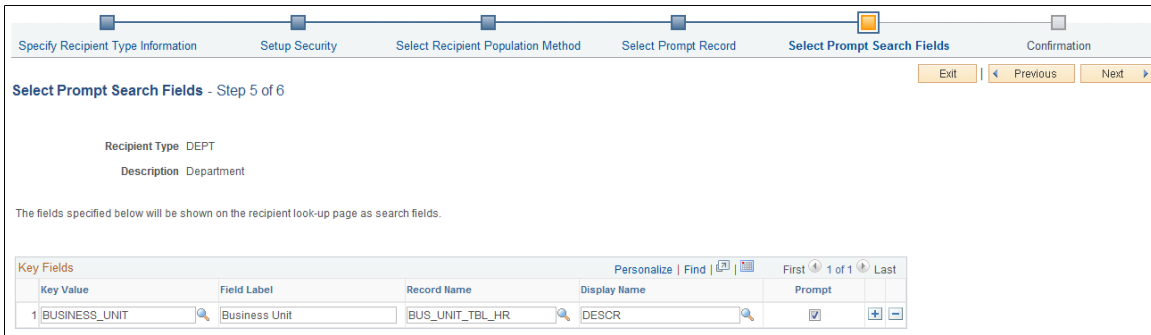 Specify Recipient Type Information Setup Security Select Recipient Population Method Select Prompt Record Select Prompt Search Fields Confirmation
Exit | Previous Next
Select Prompt Search Fields - Step 5 of 6
Recipient Type DEPT
Description Department
The fields specified below will be shown on the recipient look-up page as search fields.
Key Fields Personalize | Find | | First 1 of 1 Last
Key Value Field Label Record Name Display Name Prompt
1 BUSINESS_UNIT Business Unit BUS_UNIT_TBL_HR DESCR + -